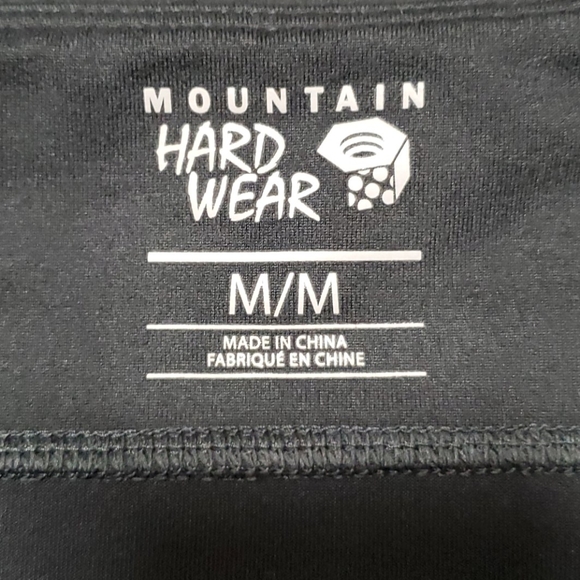 MOUNTAIN
HARD
WEAR
M/M
MADE IN CHINA
FABRIQUÉ EN CHINE